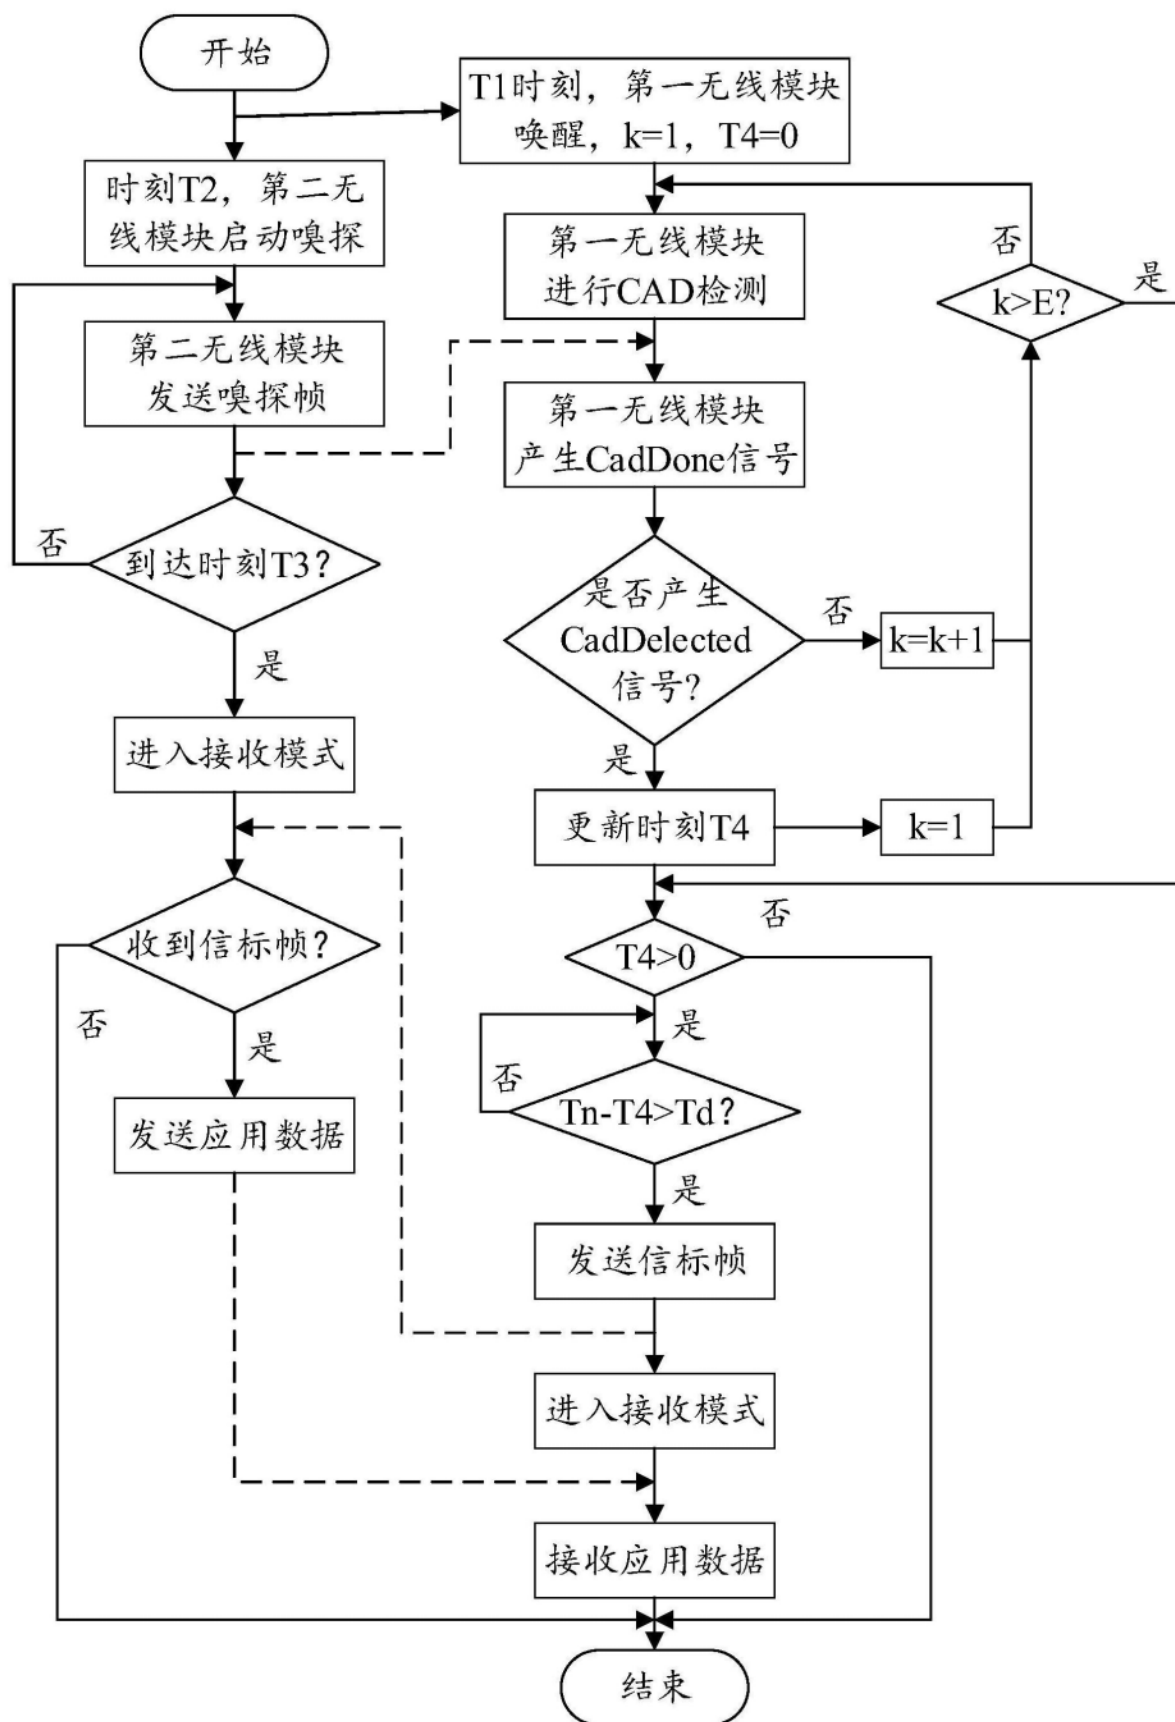 开始
T1时刻，第一无线模块
唤醒，k=1，T4=0
时刻T2，第二无
线模块启动嗅探
第一无线模块
进行CAD检测
否
是
k>E?
第二无线模块
发送嗅探帧
第一无线模块
产生CadDone信号
否
到达时刻T3？
是否产生
CadDelected
信号？
否
k=k+1
是
进入接收模式
是
更新时刻T4
k=1
否
收到信标帧？
T4>0
否
是
是
否
Tn-T4>Td？
发送应用数据
是
发送信标帧
进入接收模式
接收应用数据
结束